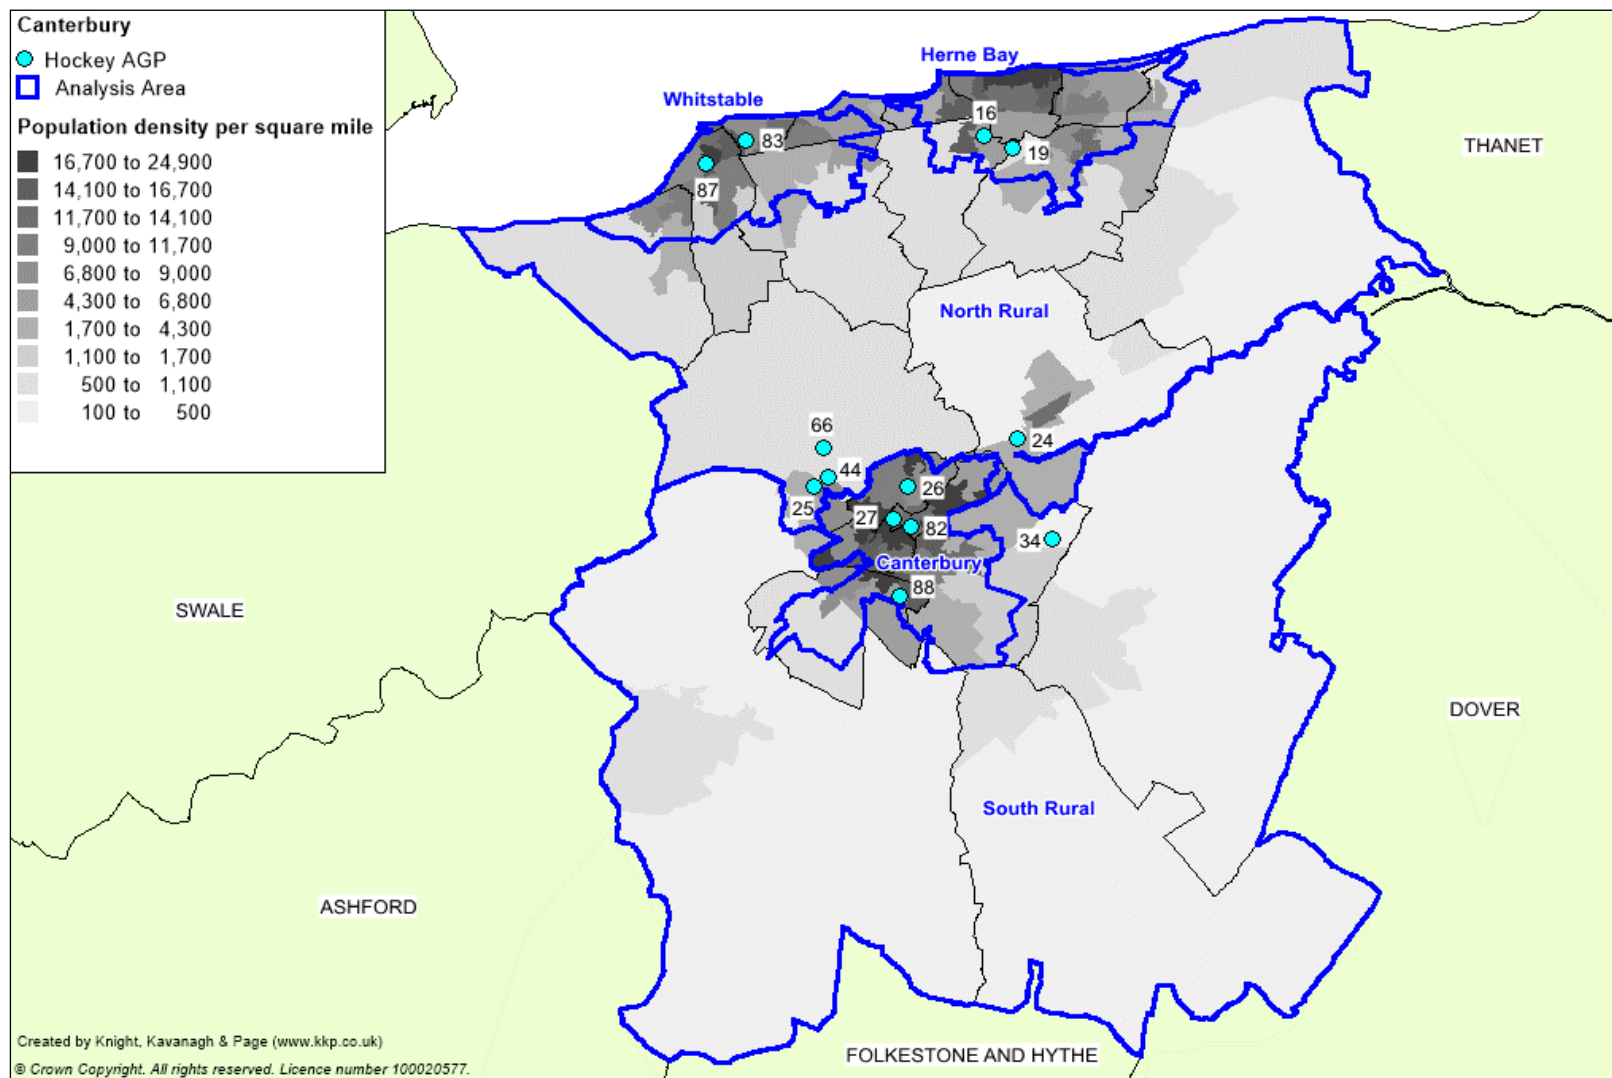 Canterbury
Hockey AGP
Analysis Area
Population density per square mile
16,700 to 24,900
14,100 to 16,700
11,700 to 14,100
9,000 to 11,700
6,800 to 9,000
4,300 to 6,800
1,700 to 4,300
1,100 to 1,700
500 to 1,100
100 to 500
Herne Bay
Whitstable
16
83
19
THANET
87
North Rural
66
24
44
26
25
27
82
34
Canterbury
88
SWALE
DOVER
South Rural
ASHFORD
Created by Knight, Kavanagh & Page (www.kkp.co.uk)
FOLKESTONE AND HYTHE
© Crown Copyright. All rights reserved. Licence number 100020577.